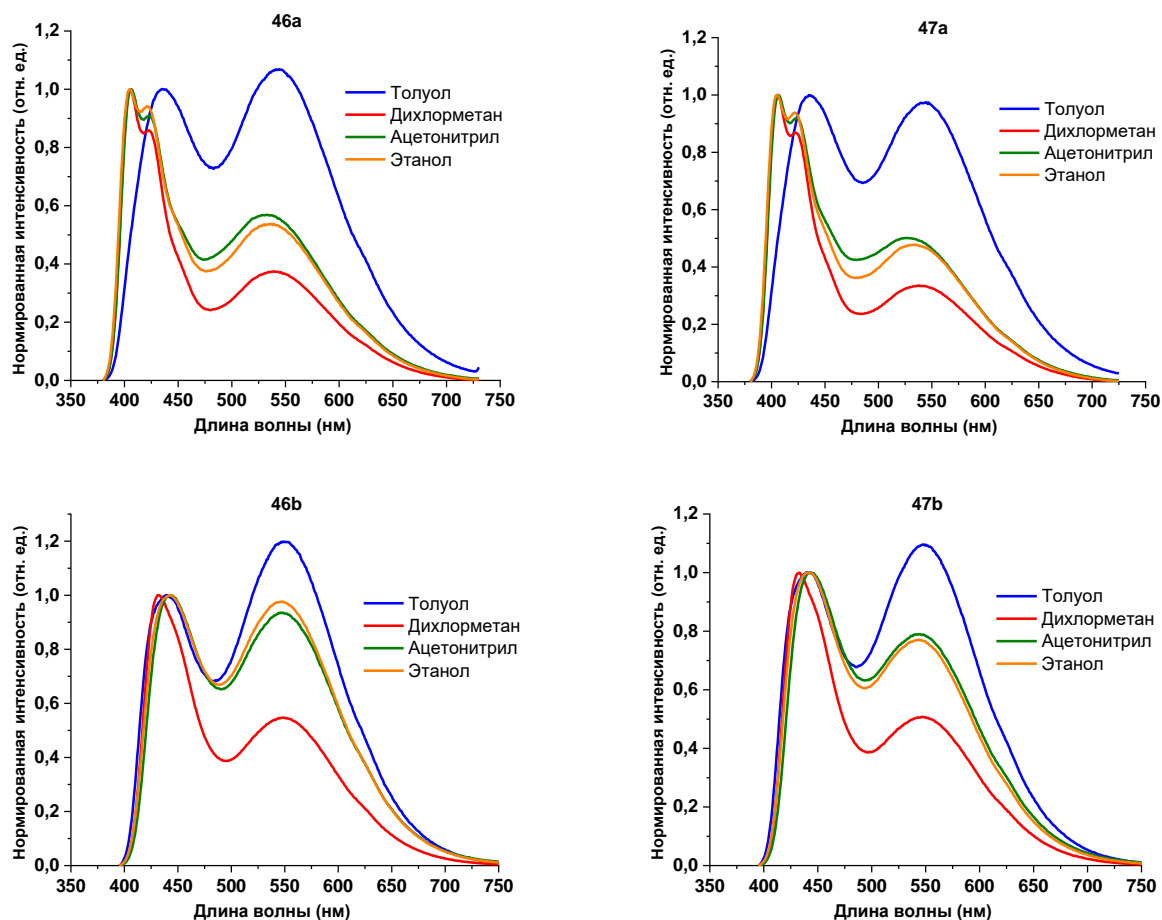 46a
1,2
1,0
0,8
0,6
0,4
0,2
0,0
350 400 450 500 550 600 650 700 750
Нормированная интенсивность (отн. ед.)
Длина волны (нм)
Толуол
Дихлорметан
Ацетонитрил
Этанол
47a
1,2
1,0
0,8
0,6
0,4
0,2
0,0
350 400 450 500 550 600 650 700 750
Нормированная интенсивность (отн. ед.)
Длина волны (нм)
Толуол
Дихлорметан
Ацетонитрил
Этанол
46b
1,2
1,0
0,8
0,6
0,4
0,2
0,0
350 400 450 500 550 600 650 700 750
Нормированная интенсивность (отн. ед.)
Длина волны (нм)
Толуол
Дихлорметан
Ацетонитрил
Этанол
47b
1,2
1,0
0,8
0,6
0,4
0,2
0,0
350 400 450 500 550 600 650 700 750
Нормированная интенсивность (отн. ед.)
Длина волны (нм)
Толуол
Дихлорметан
Ацетонитрил
Этанол